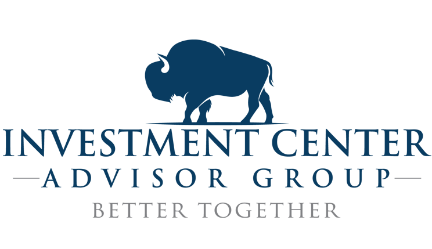 INVESTMENT CENTER
ADVISOR GROUP
BETTER TOGETHER